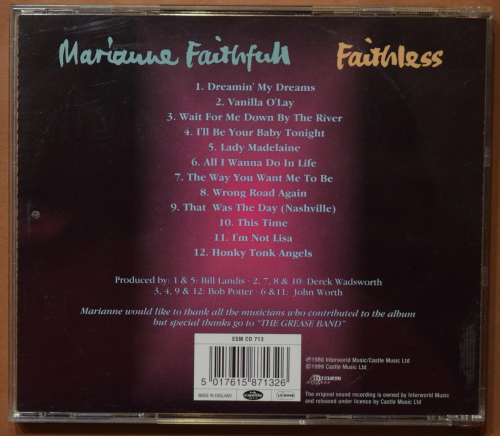 Marianne Faithfull Faithless
1. Dreamin' My Dreams
2. Vanilla O'Lay
3. Wait For Me Down By The River
4. I'll Be Your Baby Tonight
5. Lady Madelaine
6. All I Wanna Do In Life
7. The Way You Want Me To Be
8. Wrong Road Again
9. That Was The Day (Nashville)
10. This Time
11. I'm Not Lisa
12. Honky Tonk Angels
Produced by: 1 & 5: Bill Landis · 2, 7, 8 & 10: Derek Wadsworth
3, 4, 9 & 12: Bob Potter · 6 &11: John Worth
Marianne would like to thank all the musicians who contributed to the album
but special thanks go to "THE GREASE BAND"
ESM CD 713
5 017615 871326
MADE IN ENGLAND
℗1988 Interworld Music/Castle Music Ltd
©1999 Castle Music Ltd
The original sound recording is owned by Interworld Music
and released under licence by Castle Music Ltd.